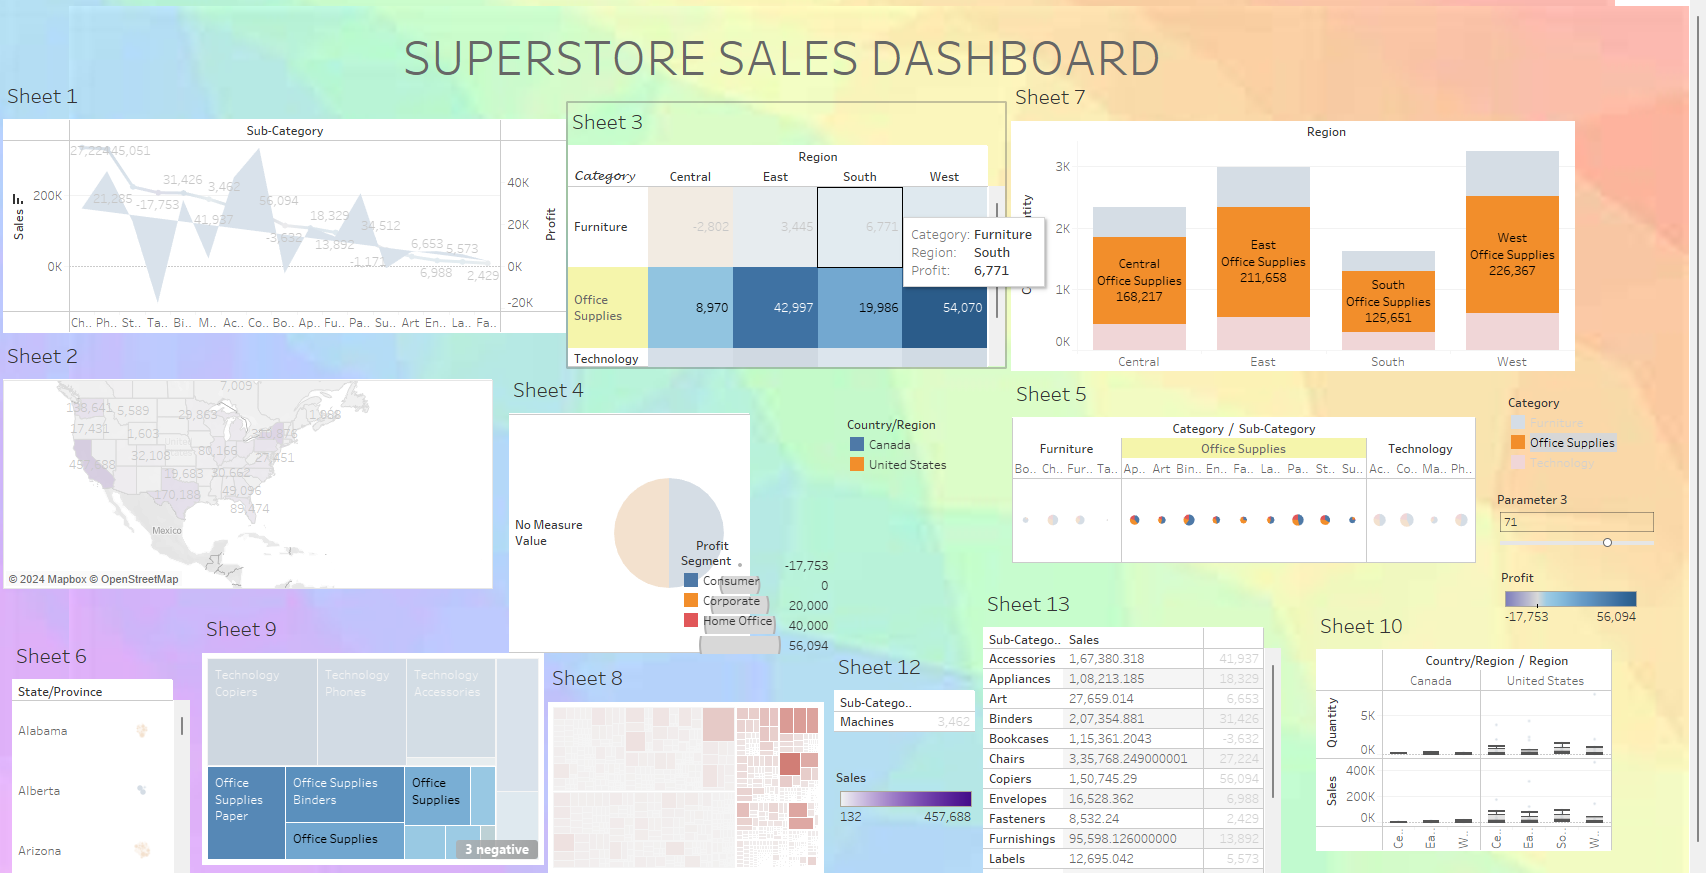 SUPERSTORE SALES DASHBOARD
Sheet 1
Sub-Category
Sales
200K
0K
27,224
45,051
21,285
-17,753
31,426
3,462
41,937
56,094
-3,632
18,329
13,892
34,512
-1,171
6,653
6,988
5,573
2,429
40K
20K
0K
-20K
Profit
Ch.. Ph.. St.. Ta.. Bi.. M.. Ac.. Co.. Bo.. Ap.. Fu.. Pa.. Su.. Art En.. La.. Fa..
Sheet 3
Region
Category Central East South West
Furniture -2,802 3,445 6,771
Office
Supplies
8,970 42,997 19,986 54,070
Technology
Category: Furniture
Region: South
Profit: 6,771
Sheet 7
Region
3K
2K
1K
0K
Central
Office Supplies
168,217
East
Office Supplies
211,658
South
Office Supplies
125,651
West
Office Supplies
226,367
Central East South West
Sheet 2
7,009
138,641
5,589
29,863
1,088
17,431
1,603
32,108
80,166
27,451
457,688
19,683
30,662
170,188
49,096
89,474
Mexico
© 2024 Mapbox © OpenStreetMap
Sheet 4
No Measure
Value
Country/Region
Canada
United States
Profit
Segment
Consumer
Corporate
Home Office
-17,753
0
20,000
40,000
56,094
Sheet 5
Category / Sub-Category
Furniture Office Supplies Technology
Bo.. Ch.. Fur.. Ta.. Ap.. Art Bin.. En.. Fa.. La.. Pa.. St.. Su.. Ac.. Co.. Ma.. Ph..
Category
Furniture
Office Supplies
Technology
Parameter 3
71
Profit
-17,753 56,094
Sheet 6
State/Province
Alabama
Alberta
Arizona
Sheet 9
Technology
Copiers
Technology
Phones
Technology
Accessories
Office
Supplies
Paper
Office Supplies
Binders
Office Supplies
Office
Supplies
3 negative
Sheet 8
Sheet 12
Sub-Catego..
Machines 3,462
Sales
132 457,688
Sheet 13
Sub-Catego.. Sales
Accessories 1,67,380.318 41,937
Appliances 1,08,213.185 18,329
Art 27,659.014 6,653
Binders 2,07,354.881 31,426
Bookcases 1,15,361.2043 -3,632
Chairs 3,35,768.249000001 27,224
Copiers 1,50,745.29 56,094
Envelopes 16,528.362 6,988
Fasteners 8,532.24 2,429
Furnishings 95,598.126000000 13,892
Labels 12,695.042 5,573
Sheet 10
Country/Region / Region
Canada United States
Quantity
5K
0K
Sales
400K
200K
0K
Ce.. Ea.. W.. Ce.. Ea.. So.. W..